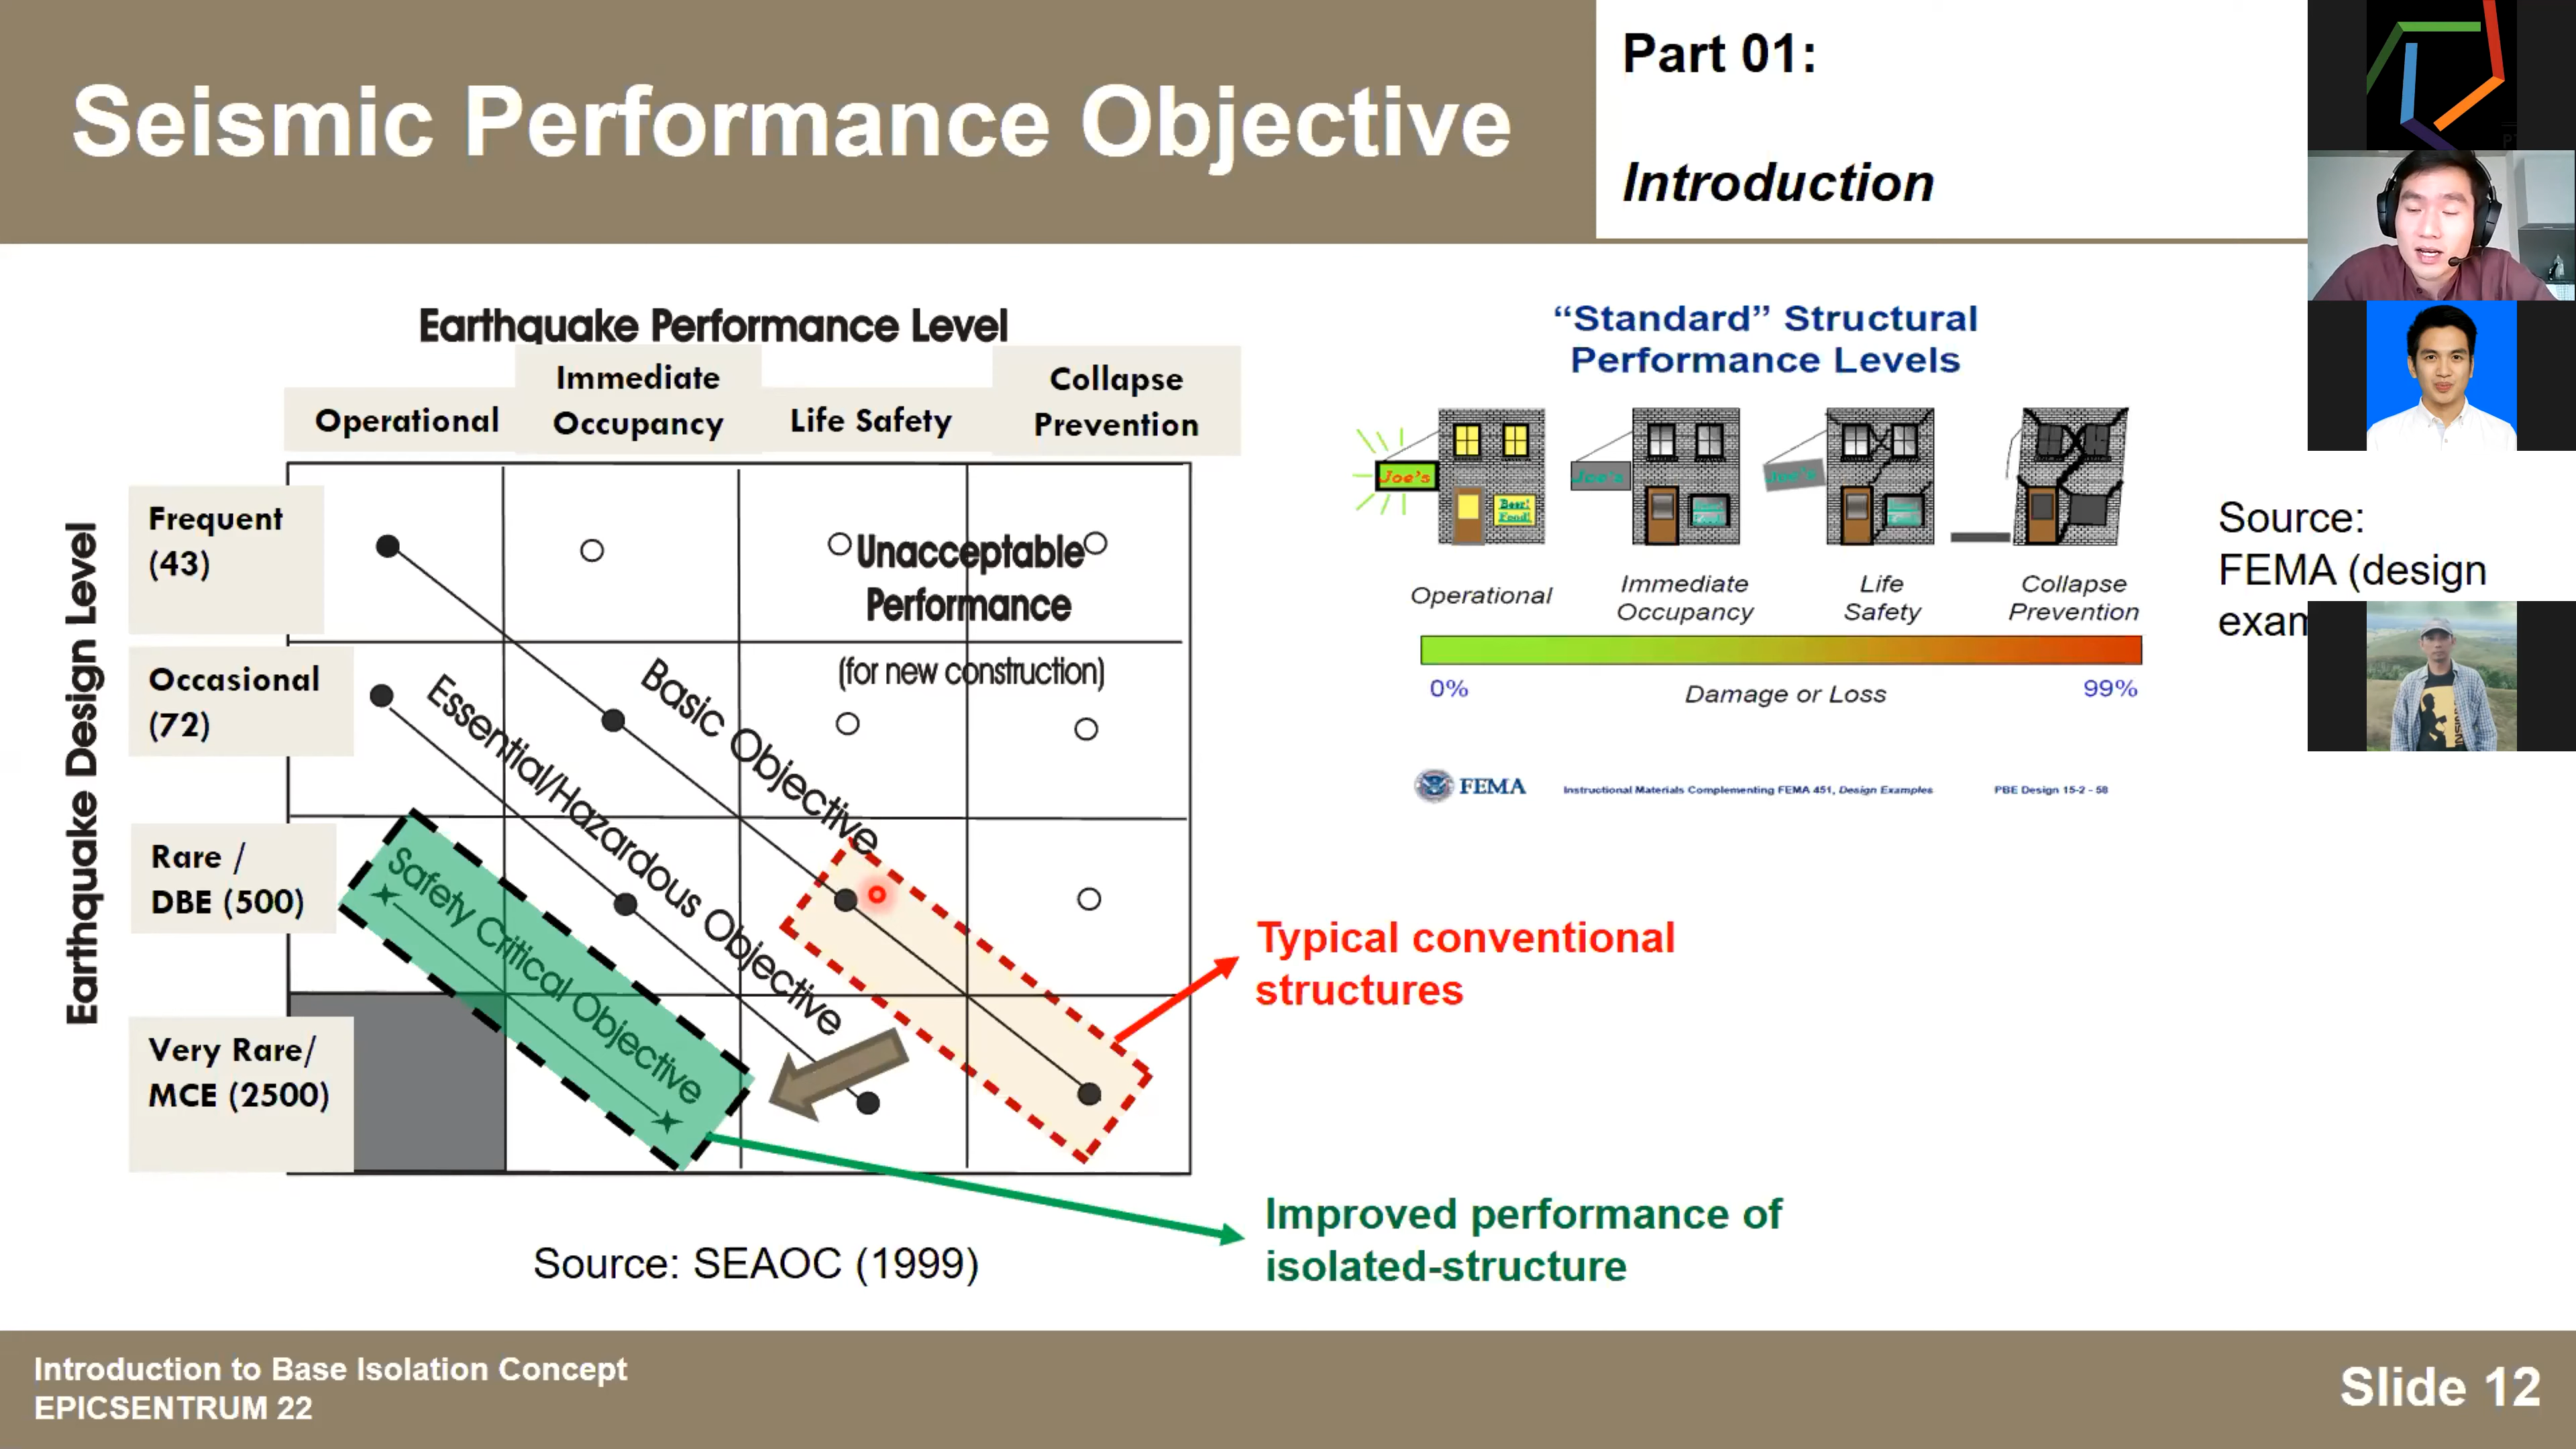 Seismic Performance Objective
Part 01:
Introduction
Earthquake Performance Level
Operational
Immediate
Occupancy
Life Safety
Collapse
Prevention
Earthquake Design Level
Frequent
(43)
Occasional
(72)
Rare /
DBE (500)
Very Rare/
MCE (2500)
Unacceptable
Performance
(for new construction)
Basic Objective
Essential/Hazardous Objective
Safety Critical Objective
Source: SEAOC (1999)
Typical conventional
structures
Improved performance of
isolated-structure
“Standard” Structural
Performance Levels
Joe's
Beer!
Food!
Joe's
Joe's
Operational
Immediate
Occupancy
Life
Safety
Collapse
Prevention
0%
Damage or Loss
99%
FEMA
Instructional Materials Complementing FEMA 451, Design Examples
PBE Design 15-2 - 58
Source:
FEMA (design
exam
Introduction to Base Isolation Concept
EPICSENTRUM 22
Slide 12